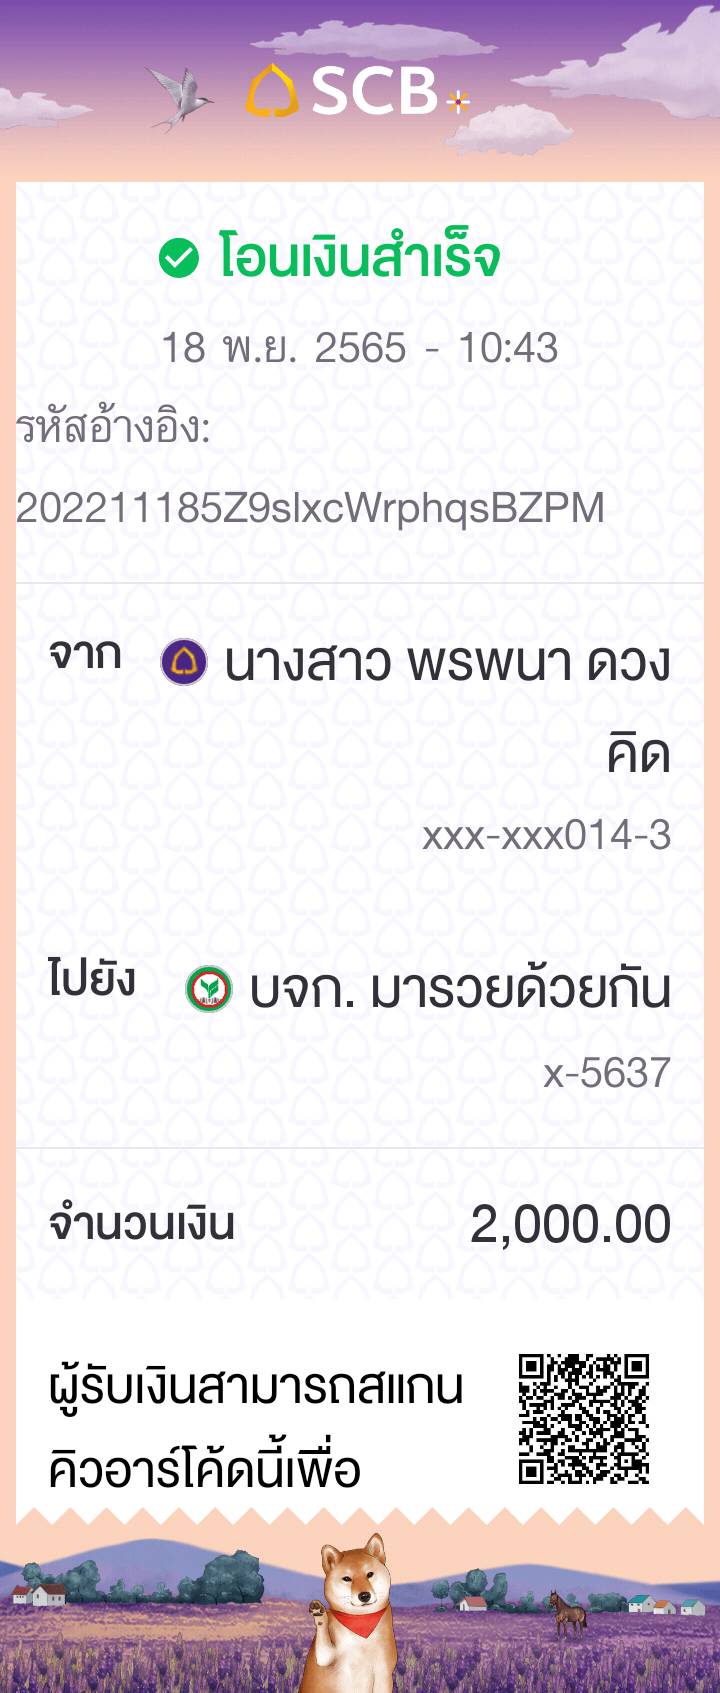 SCB
โอนเงินสำเร็จ
18 พ.ย. 2565 - 10:43
รหัสอ้างอิง:
202211185Z9slxcWrphqsBZPM
จาก นางสาว พรพนา ดวง
คิด
xxx-xxx014-3
ไปยัง บจก. มารวยด้วยกัน
x-5637
จำนวนเงิน 2,000.00
ผู้รับเงินสามารถสแกน
คิวอาร์โค้ดนี้เพื่อ